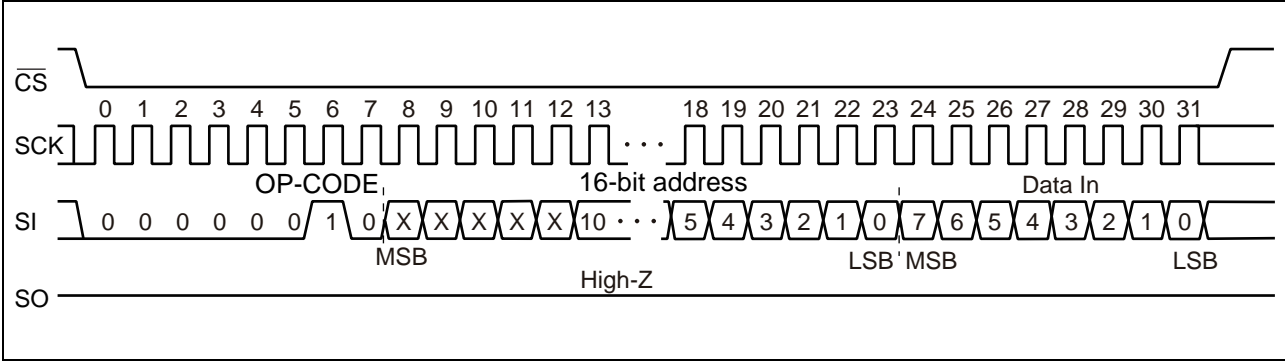 CS
0 1 2 3 4 5 6 7 8 9 10 11 12 13 18 19 20 21 22 23 24 25 26 27 28 29 30 31
SCK
· · ·
OP-CODE 16-bit address Data In
SI 0 0 0 0 0 0 1 0 X X X X X 10 · · · 5 4 3 2 1 0 7 6 5 4 3 2 1 0
MSB LSB MSB LSB
High-Z
SO